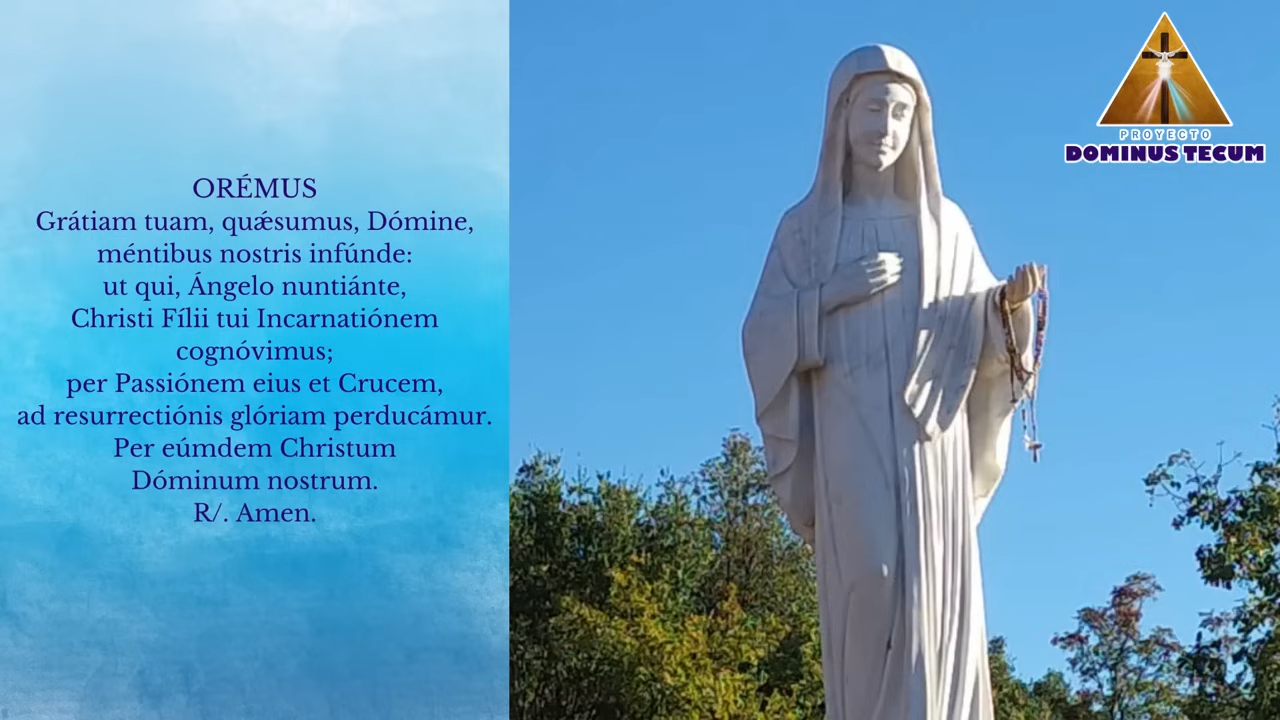 ORÉMUS
Grátiam tuam, quǽsumus, Dómine,
méntibus nostris infúnde:
ut qui, Ángelo nuntiánte,
Christi Fílii tui Incarnatiónem
cognóvimus;
per Passiónem eius et Crucem,
ad resurrectiónis glóriam perducámur.
Per eúmdem Christum
Dóminum nostrum.
R/. Amen.
PROYECTO
DOMINUS TECUM